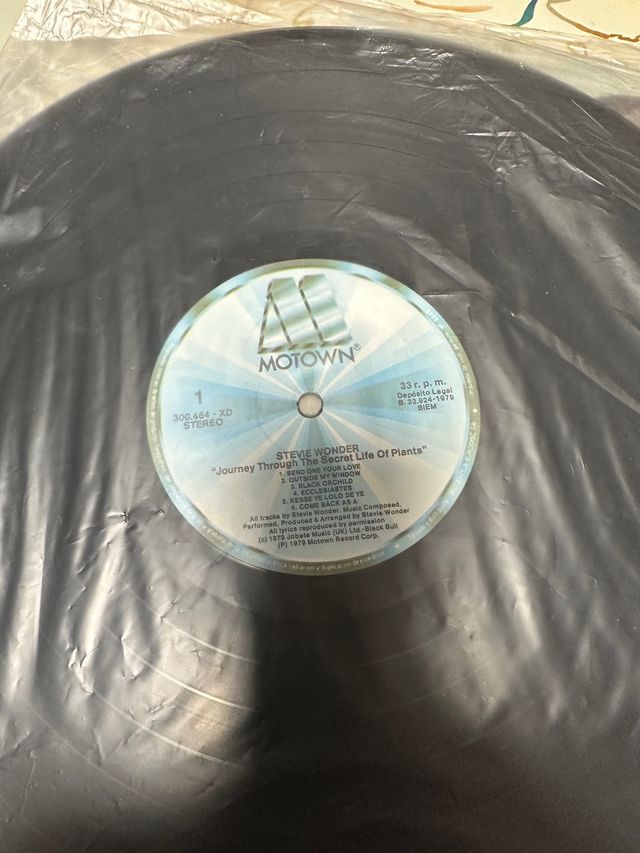 MOTOWN®
1
300.464 - XD
STEREO
33 r. p. m.
Depósito Legal
B. 32.024-1979
BIEM
STEVIE WONDER
"Journey Through The Secret Life Of Plants"
1. SEND ONE YOUR LOVE
2. OUTSIDE MY WINDOW
3. BLACK ORCHILD
4. ECCLESIASTES
5. KESSE YE LOLO DE YE
6. COME BACK AS A
All tracks by Stevie Wonder. Music Composed,
Performed, Produced & Arranged by Stevie Wonder
All lyrics reproduced by permission
(c) 1979 Jobete Music (UK) Ltd.-Black Bull
(P) 1979 Motown Record Corp.